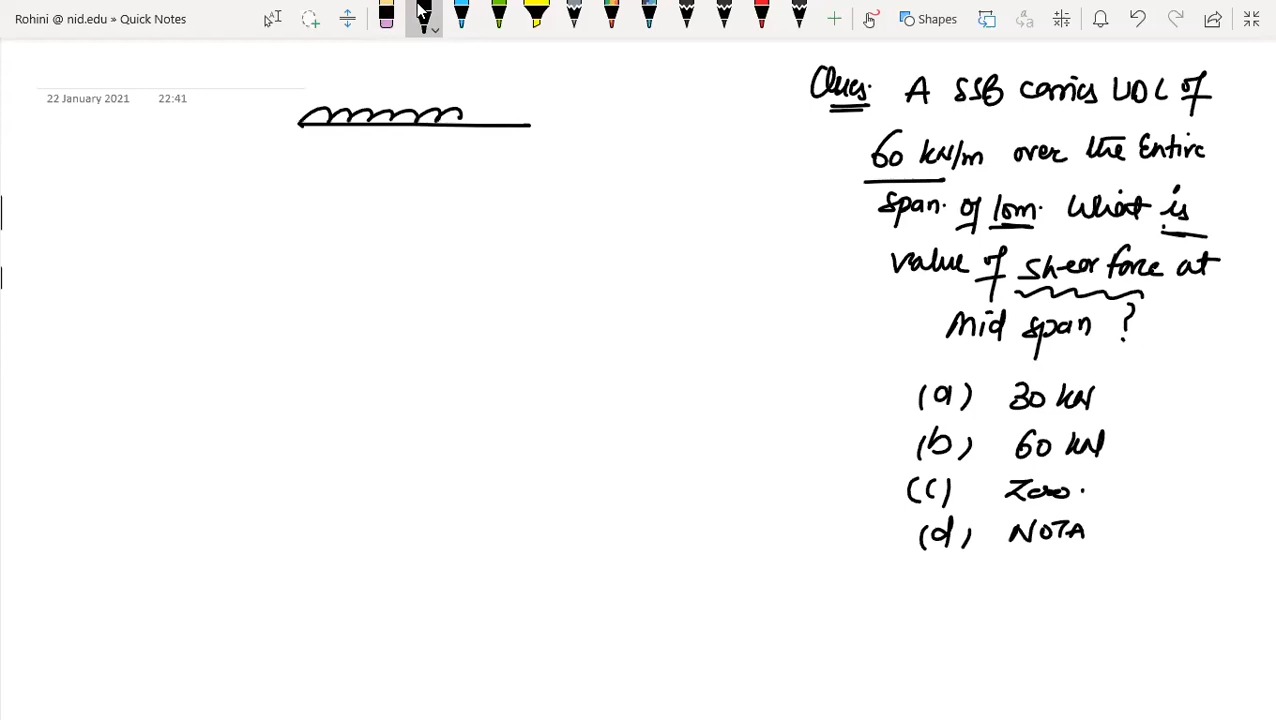 Rohini @ nid.edu » Quick Notes
Shapes
22 January 2021 22:41
Ques. A SSB carries UDL of
60 kN/m over the Entire
span. of 10m. What is
value of shear force at
Mid span ?
(a) 30 kN
(b) 60 kN
(c) Zero.
(d) NOTA